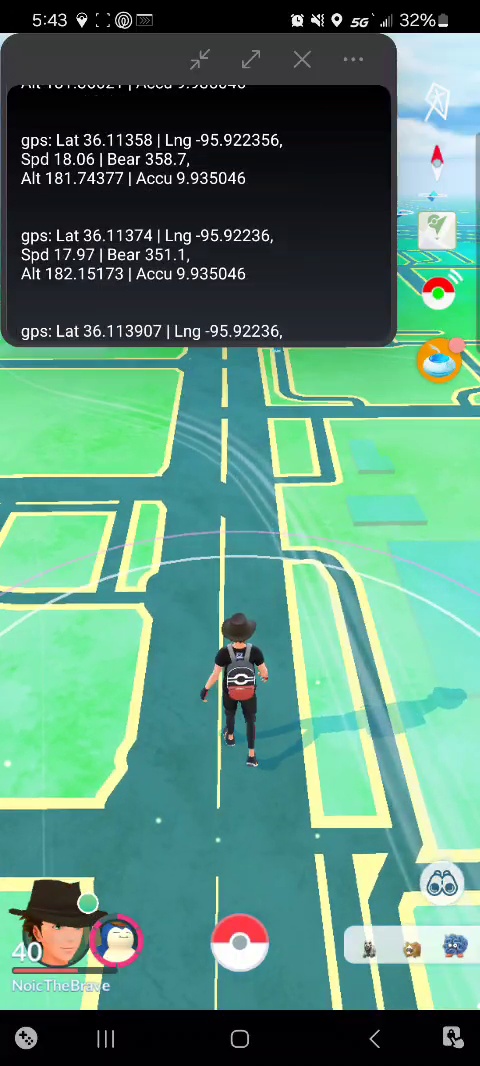 5:43
5G
32%
gps: Lat 36.11358 | Lng -95.922356,
Spd 18.06 | Bear 358.7,
Alt 181.74377 | Accu 9.935046
gps: Lat 36.11374 | Lng -95.92236,
Spd 17.97 | Bear 351.1,
Alt 182.15173 | Accu 9.935046
gps: Lat 36.113907 | Lng -95.92236,
40
NoicTheBrave